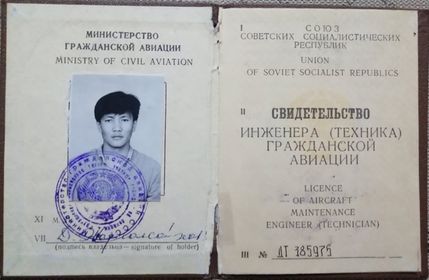 МИНИСТЕРСТВО
ГРАЖДАНСКОЙ АВИАЦИИ
MINISTRY OF CIVIL AVIATION
XI М.
VII
(подпись владельца — signature of holder)
I СОЮЗ
СОВЕТСКИХ СОЦИАЛИСТИЧЕСКИХ
РЕСПУБЛИК
UNION
OF SOVIET SOCIALIST REPUBLICS
II СВИДЕТЕЛЬСТВО
ИНЖЕНЕРА (ТЕХНИКА)
ГРАЖДАНСКОЙ
АВИАЦИИ
LICENCE
OF AIRCRAFT
MAINTENANCE
ENGINEER (TECHNICIAN)
III № ДТ 385975